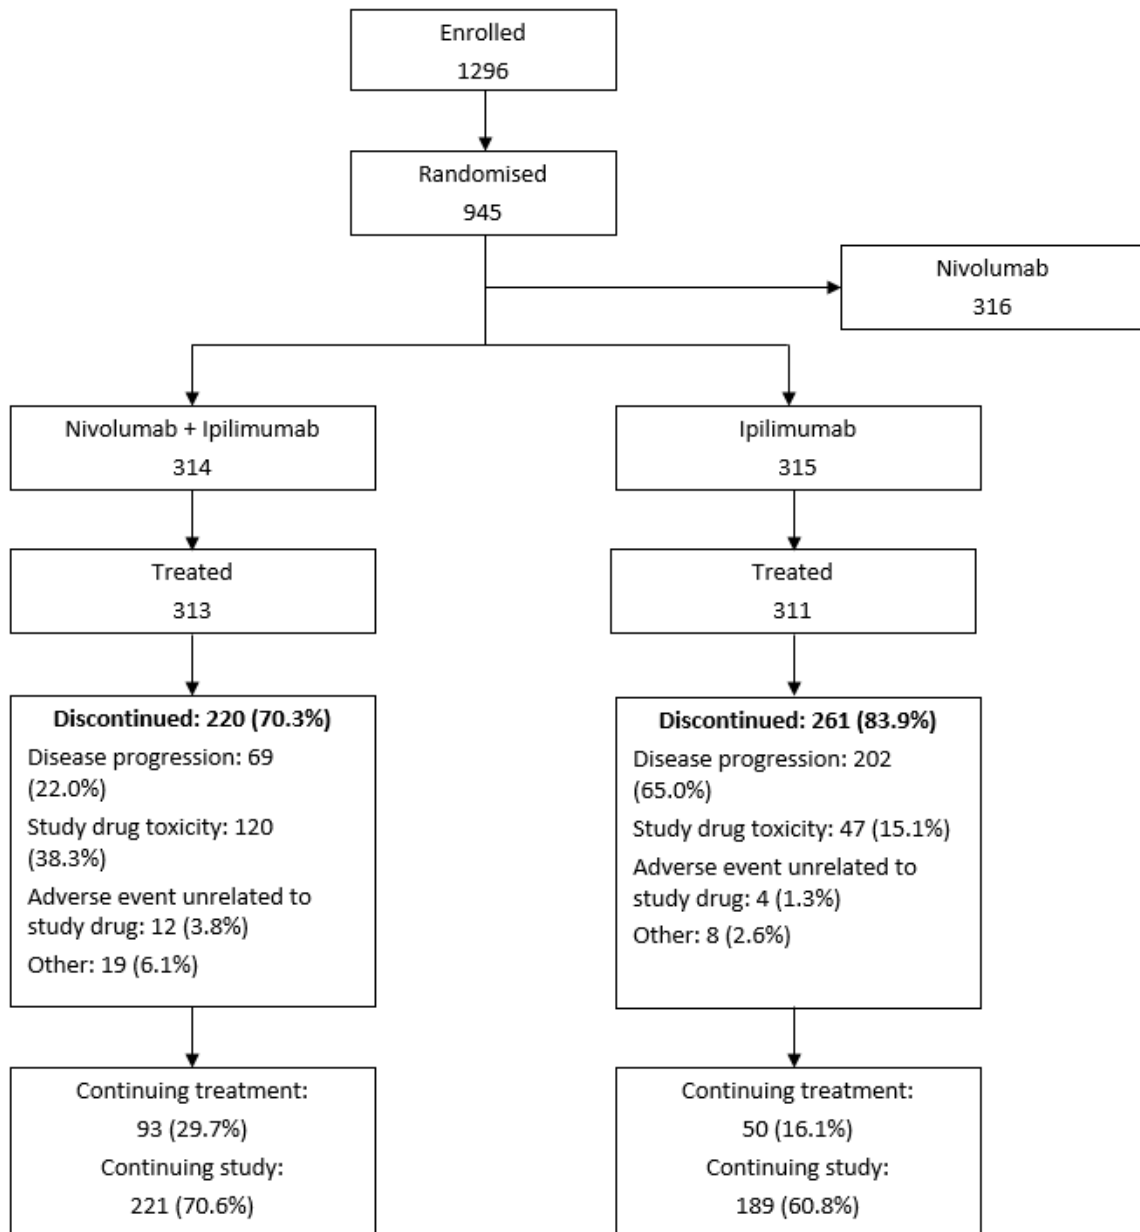 Enrolled
1296
Randomised
945
Nivolumab
316
Nivolumab + Ipilimumab
314
Ipilimumab
315
Treated
313
Treated
311
Discontinued: 220 (70.3%)
Disease progression: 69
(22.0%)
Study drug toxicity: 120
(38.3%)
Adverse event unrelated to
study drug: 12 (3.8%)
Other: 19 (6.1%)
Discontinued: 261 (83.9%)
Disease progression: 202
(65.0%)
Study drug toxicity: 47 (15.1%)
Adverse event unrelated to
study drug: 4 (1.3%)
Other: 8 (2.6%)
Continuing treatment:
93 (29.7%)
Continuing study:
221 (70.6%)
Continuing treatment:
50 (16.1%)
Continuing study:
189 (60.8%)